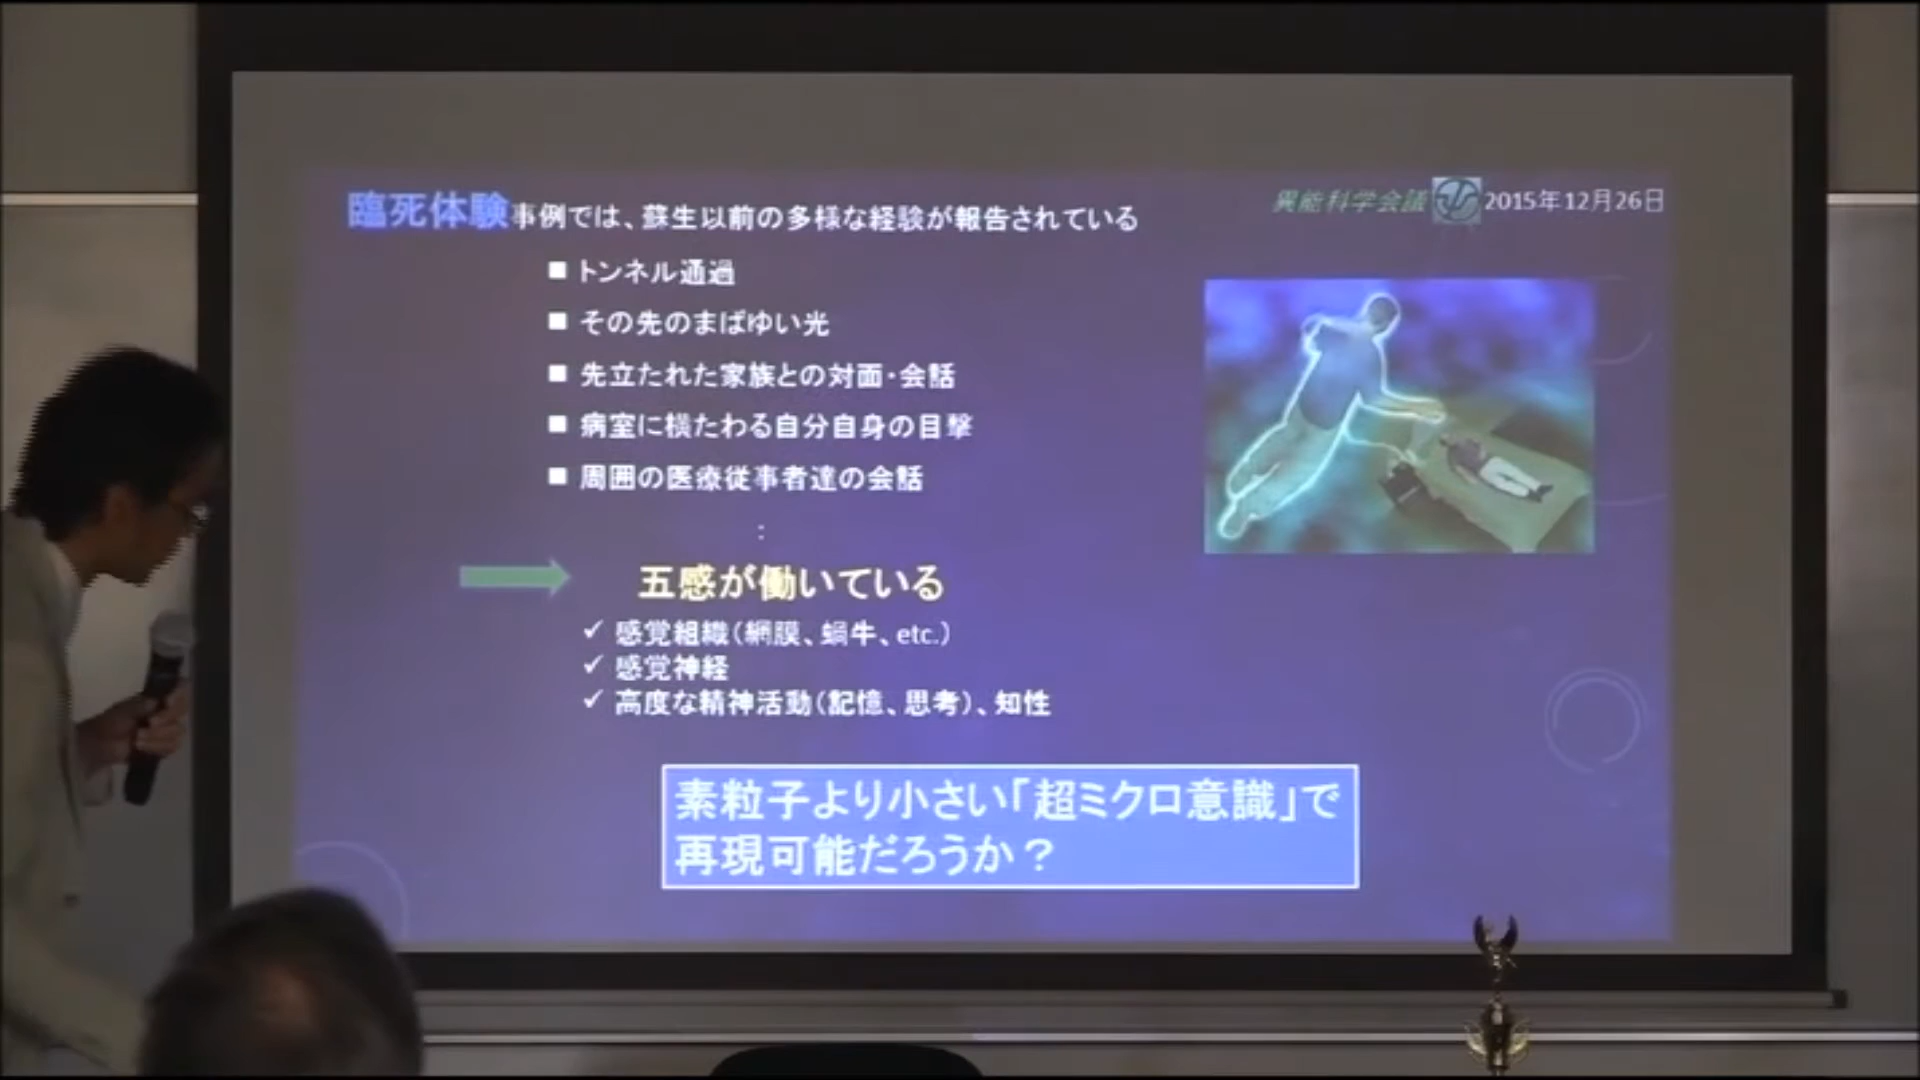 臨死体験事例では、蘇生以前の多様な経験が報告されている
異能科学会議 2015年12月26日
■ トンネル通過
■ その先のまばゆい光
■ 先立たれた家族との対面・会話
■ 病室に横たわる自分自身の目撃
■ 周囲の医療従事者達の会話
:
五感が働いている
✓ 感覚組織(網膜、蝸牛、etc.)
✓ 感覚神経
✓ 高度な精神活動(記憶、思考)、知性
素粒子より小さい「超ミクロ意識」で
再現可能だろうか？